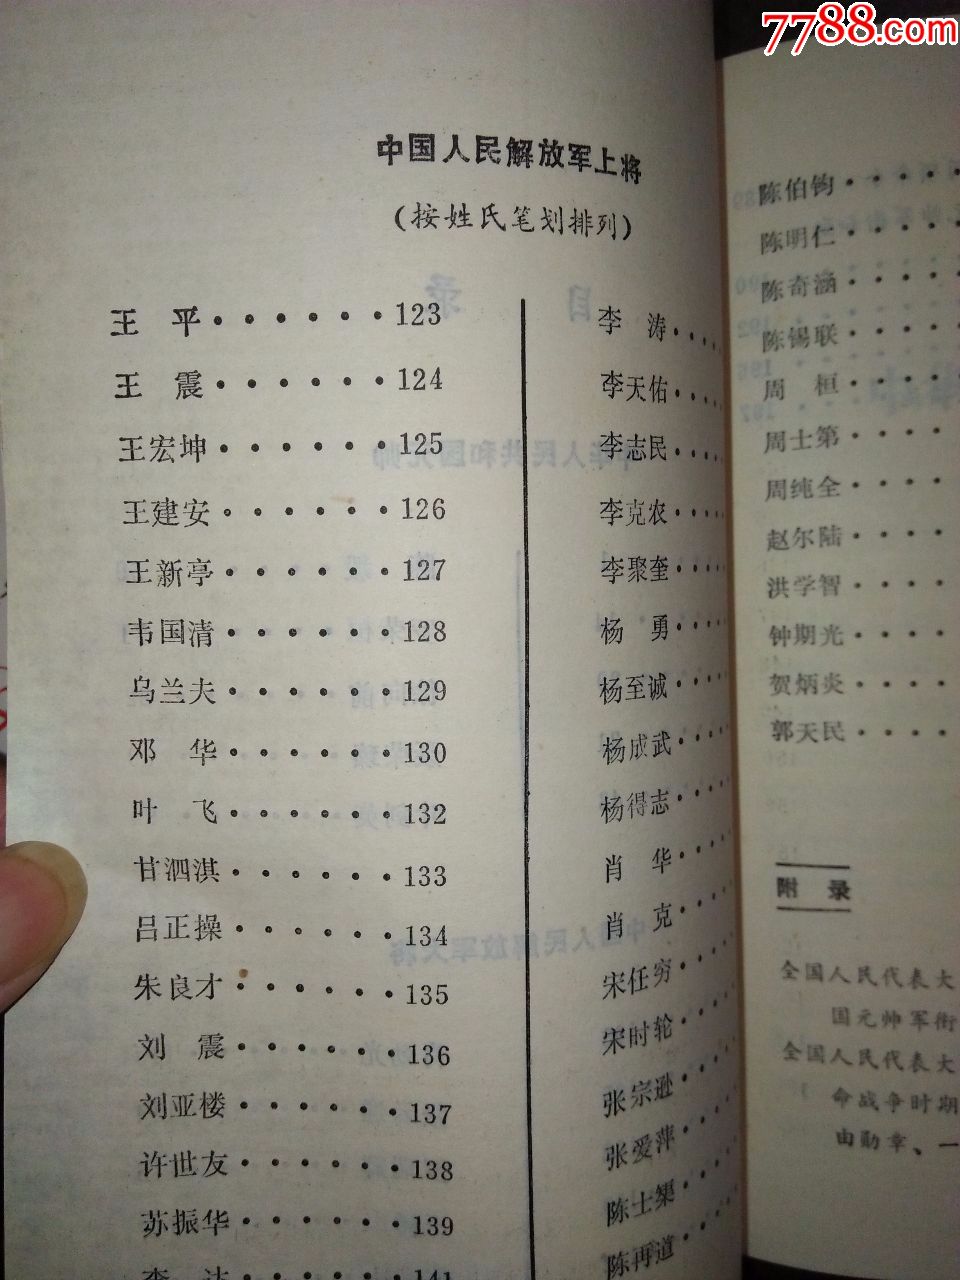 7788.com
中国人民解放军上将
(按姓氏笔划排列)
王 平······123
王 震······124
王宏坤······125
王建安······126
王新亭······127
韦国清······128
乌兰夫······129
邓 华······130
叶 飞······132
甘泗淇······133
吕正操······134
朱良才······135
刘 震······136
刘亚楼······137
许世友······138
苏振华······139
李 达······141
李 涛
李天佑
李志民
李克农
李聚奎
杨 勇
杨至诚
杨成武
杨得志
肖 华
肖 克
宋任穷
宋时轮
张宗逊
张爱萍
陈士榘
陈再道
陈伯钧
陈明仁
陈奇涵
陈锡联
周 桓
周士第
周纯全
赵尔陆
洪学智
钟期光
贺炳炎
郭天民
附 录
全国人民代表大
国元帅军衔
全国人民代表大
命战争时期
由勋章、一